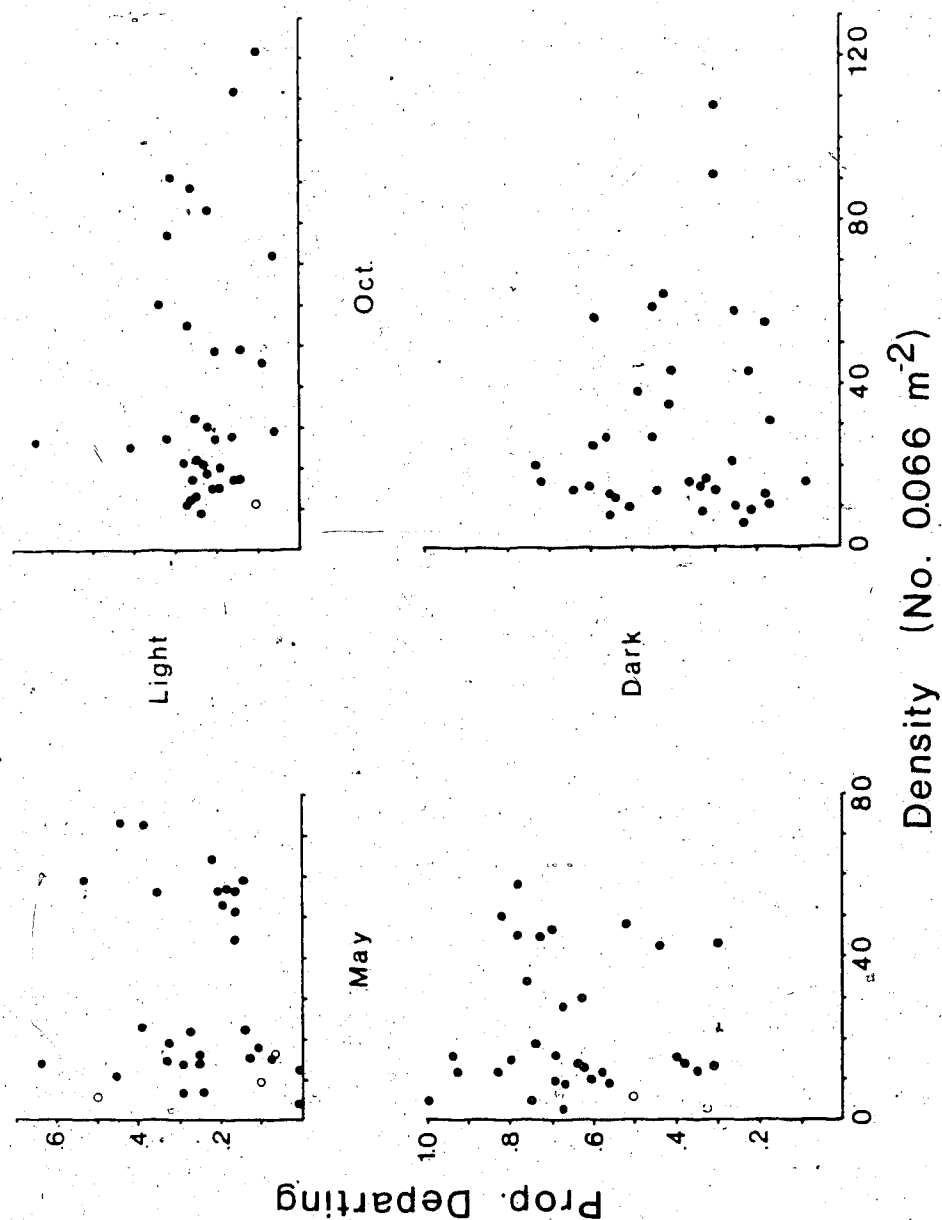 Light
.6
.4
.2
May
Oct.
Dark
1.0
.8
.6
.4
.2
0
40
80
0
40
80
120
Prop. Departing
Density (No. 0.066 m⁻²)